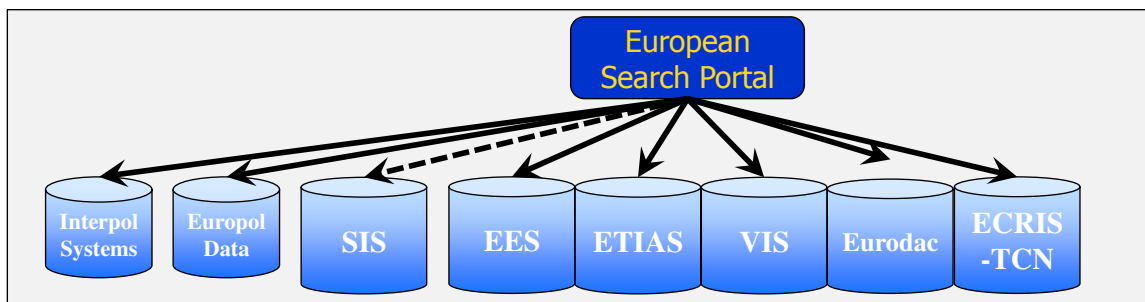 European
Search Portal
Interpol
Systems
Europol
Data
SIS
EES
ETIAS
VIS
Eurodac
ECRIS
-TCN